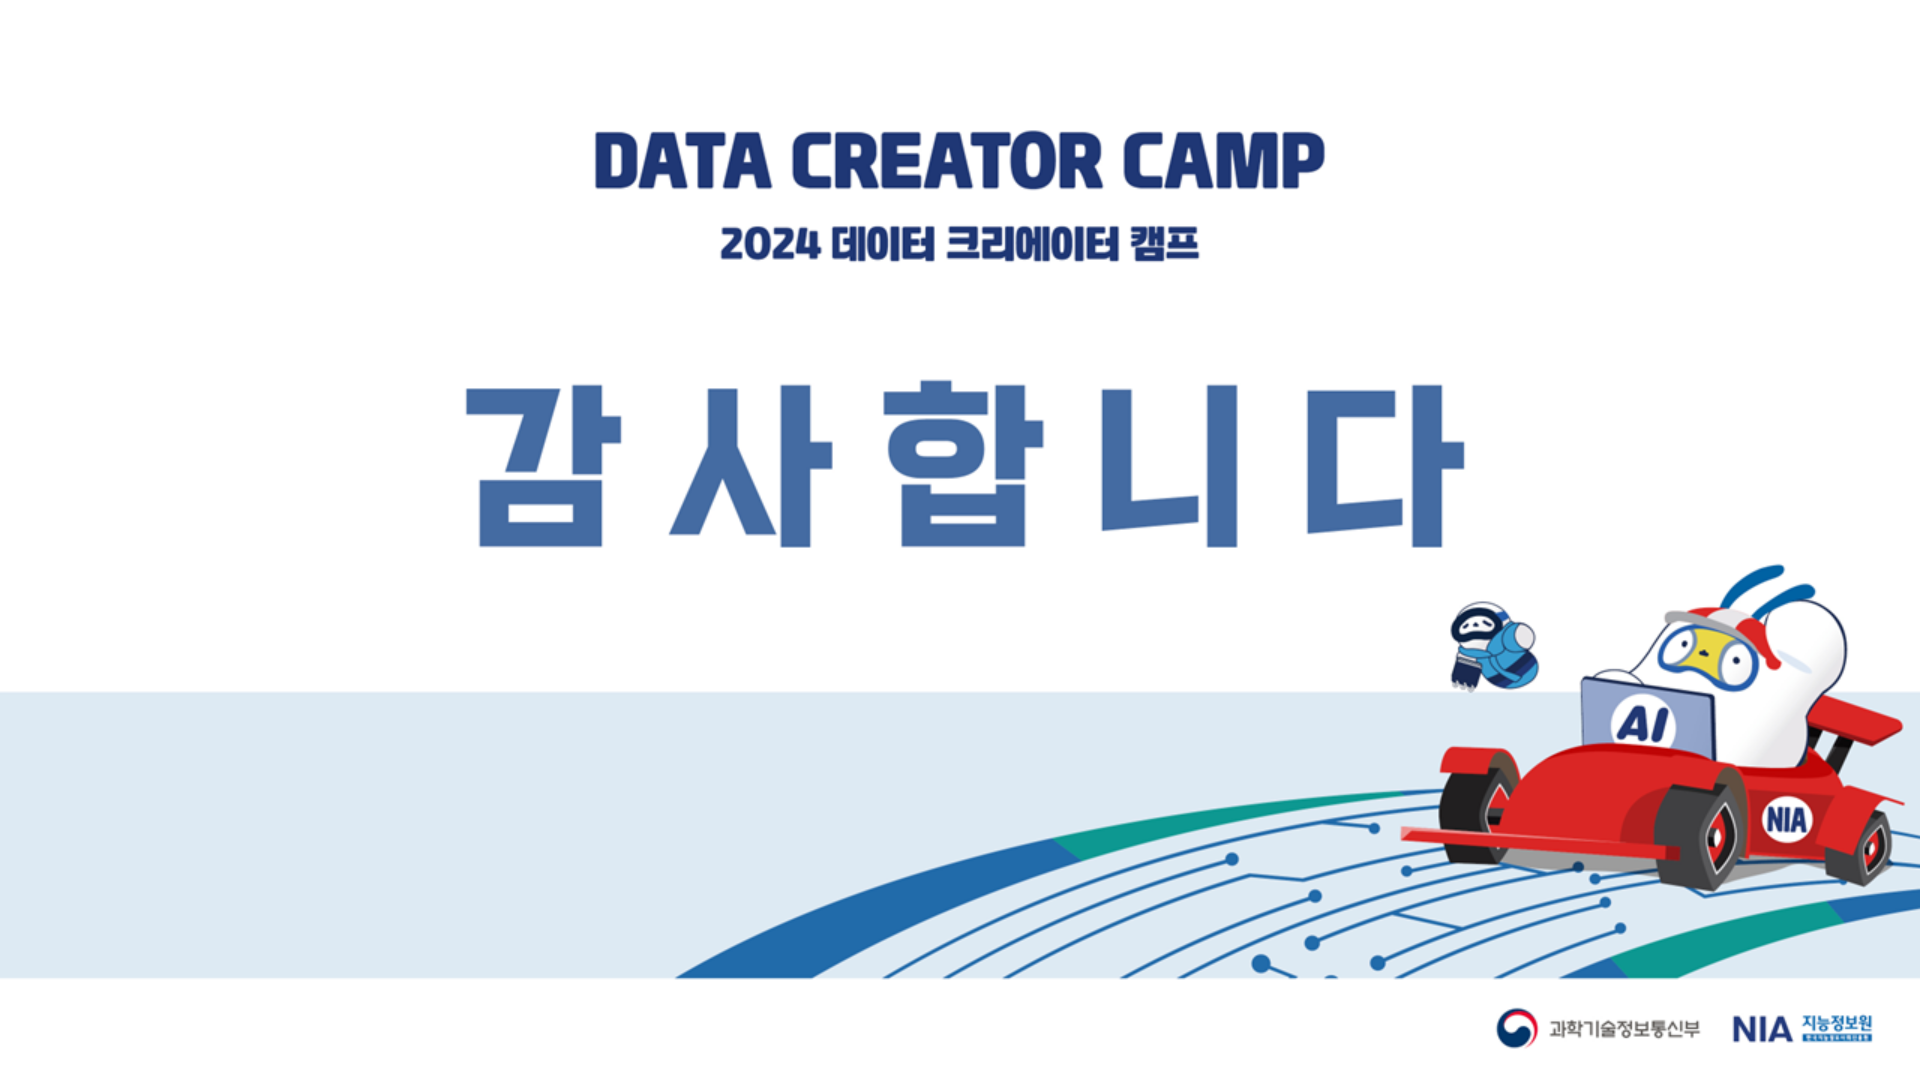 DATA CREATOR CAMP
2024 데이터 크리에이터 캠프
감사합니다
AI
NIA
과학기술정보통신부
NIA 지능정보원